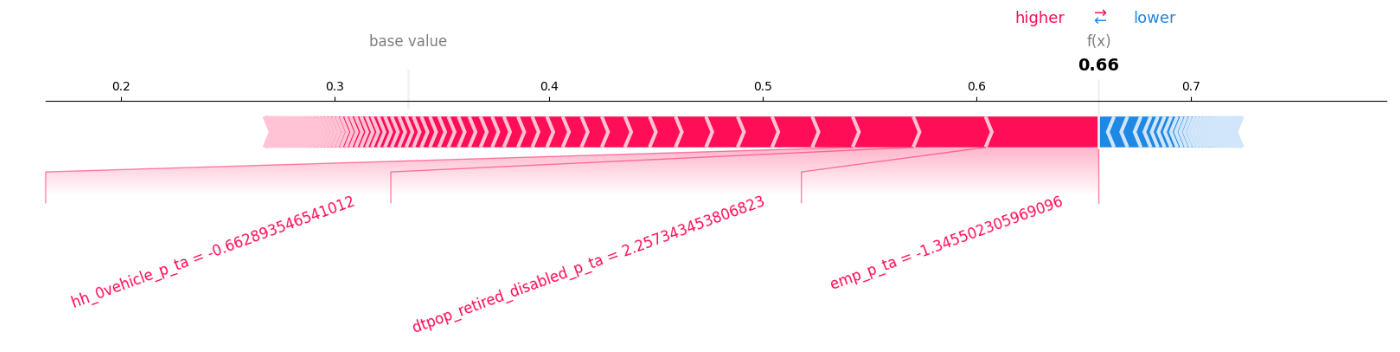 higher ⇄ lower
base value
f(x)
0.66
0.2 0.3 0.4 0.5 0.6 0.7
hh_0vehicle_p_ta = -0.662893546541012
dtpop_retired_disabled_p_ta = 2.257343453806823
emp_p_ta = -1.345502305969096